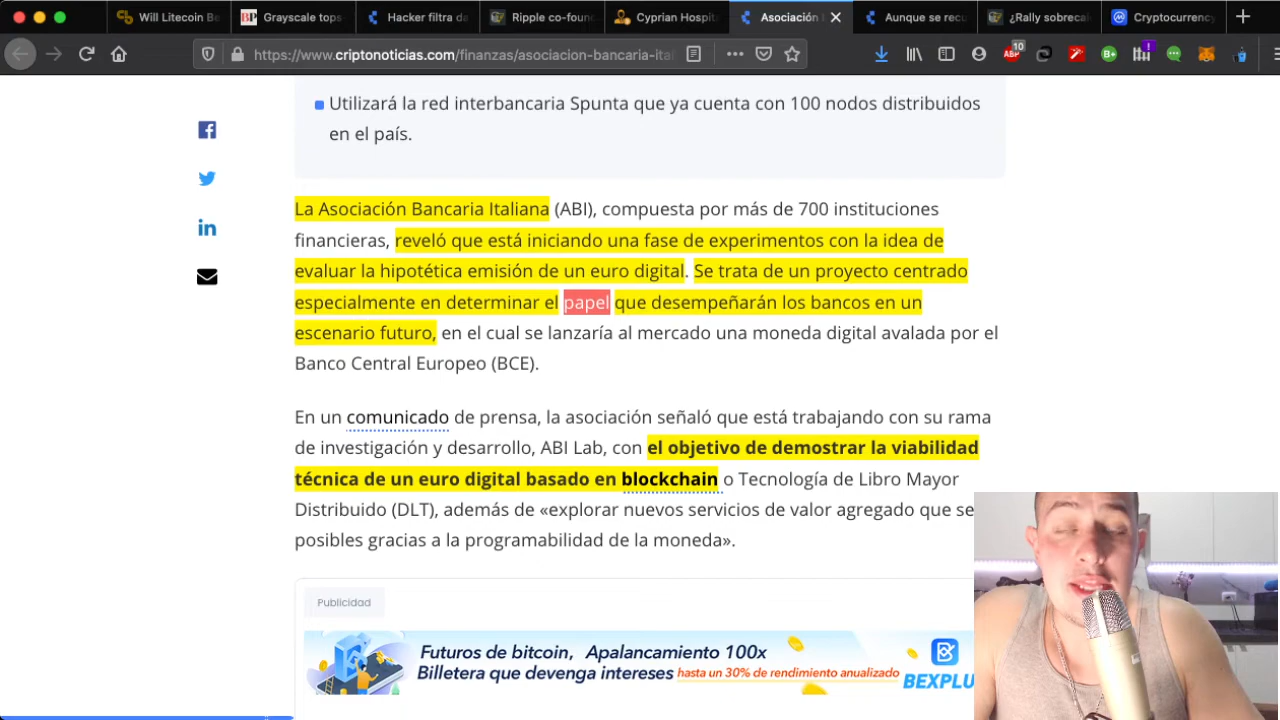 Will Litecoin Be
Grayscale tops
Hacker filtra da
Ripple co-foun
Cyprian Hospit
Asociación
Aunque se recu
¿Rally sobrecal
Cryptocurrency
https://www.criptonoticias.com/finanzas/asociacion-bancaria-ital
10
Utilizará la red interbancaria Spunta que ya cuenta con 100 nodos distribuidos
en el país.
La Asociación Bancaria Italiana (ABI), compuesta por más de 700 instituciones
financieras, reveló que está iniciando una fase de experimentos con la idea de
evaluar la hipotética emisión de un euro digital. Se trata de un proyecto centrado
especialmente en determinar el papel que desempeñarán los bancos en un
escenario futuro, en el cual se lanzaría al mercado una moneda digital avalada por el
Banco Central Europeo (BCE).
En un comunicado de prensa, la asociación señaló que está trabajando con su rama
de investigación y desarrollo, ABI Lab, con el objetivo de demostrar la viabilidad
técnica de un euro digital basado en blockchain o Tecnología de Libro Mayor
Distribuido (DLT), además de «explorar nuevos servicios de valor agregado que se
posibles gracias a la programabilidad de la moneda».
Publicidad
Futuros de bitcoin, Apalancamiento 100x
Billetera que devenga intereses hasta un 30% de rendimiento anualizado
BEXPLU